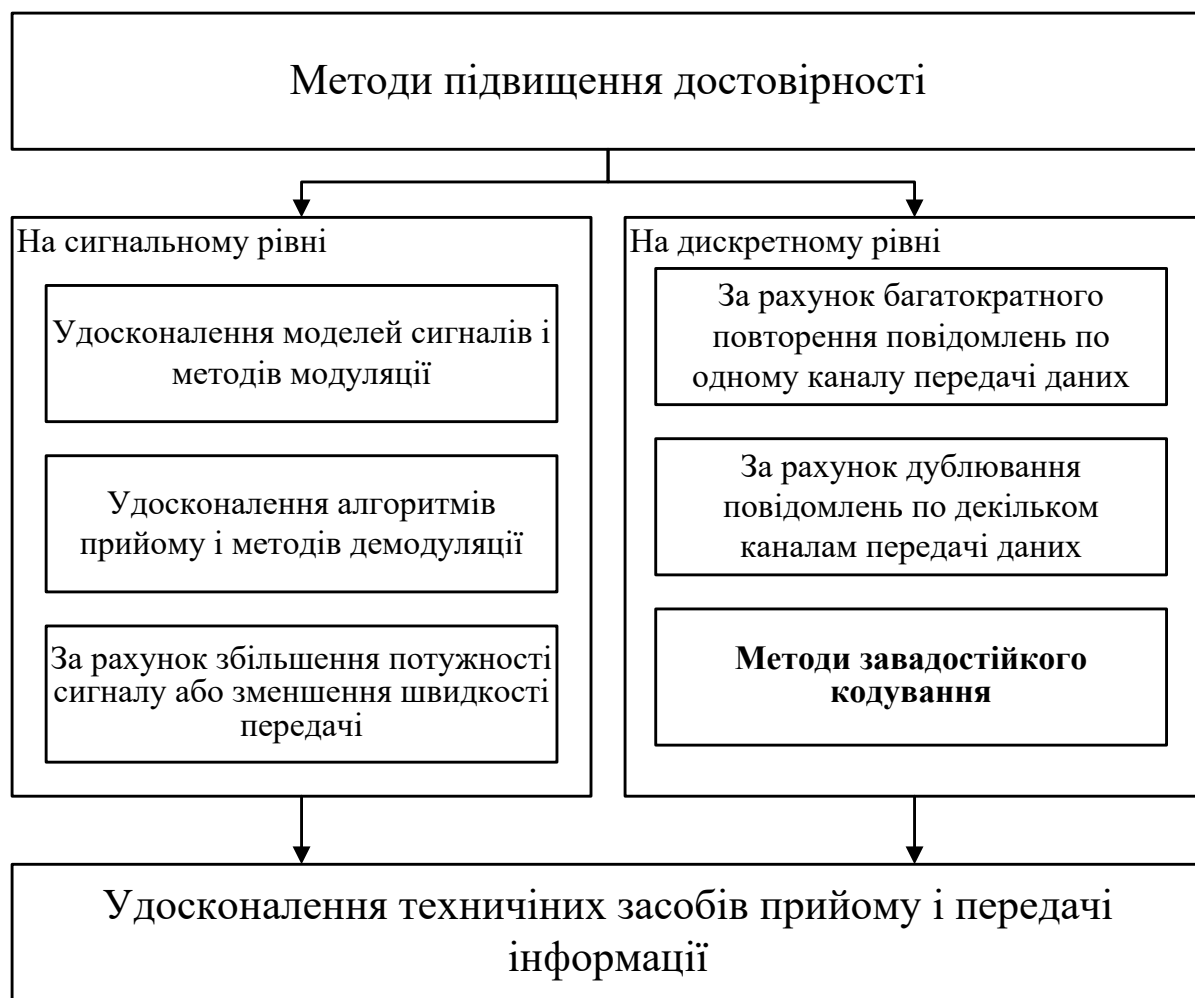 Методи підвищення достовірності
На сигнальному рівні
Удосконалення моделей сигналів і
методів модуляції
Удосконалення алгоритмів
прийому і методів демодуляції
За рахунок збільшення потужності
сигналу або зменшення швидкості
передачі
На дискретному рівні
За рахунок багатократного
повторення повідомлень по
одному каналу передачі даних
За рахунок дублювання
повідомлень по декільком
каналам передачі даних
Методи завадостійкого
кодування
Удосконалення техничіних засобів прийому і передачі
інформації